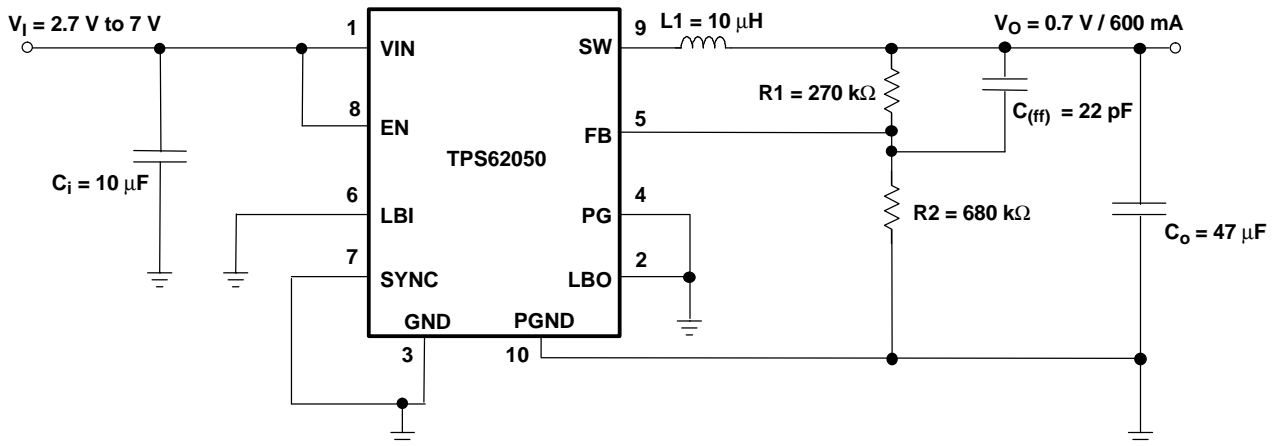 V_I = 2.7 V to 7 V
1
VIN
8
EN
C_i = 10 µF
6
LBI
7
SYNC
GND
3
PGND
10
TPS62050
9
SW
L1 = 10 µH
V_O = 0.7 V / 600 mA
R1 = 270 kΩ
C_(ff) = 22 pF
5
FB
4
PG
R2 = 680 kΩ
C_o = 47 µF
2
LBO